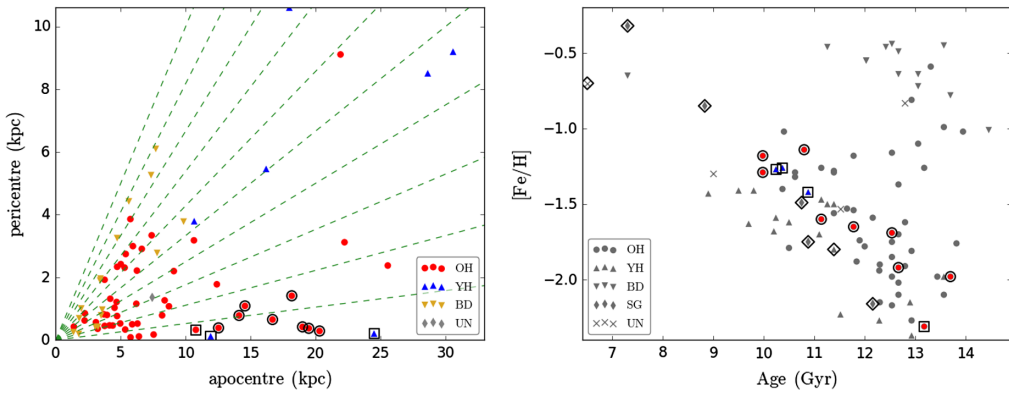 10
8
6
4
2
0
0
5
10
15
20
25
30
pericentre (kpc)
apocentre (kpc)
OH
YH
BD
UN
−0.5
−1.0
−1.5
−2.0
7
8
9
10
11
12
13
14
[Fe/H]
Age (Gyr)
OH
YH
BD
SG
UN